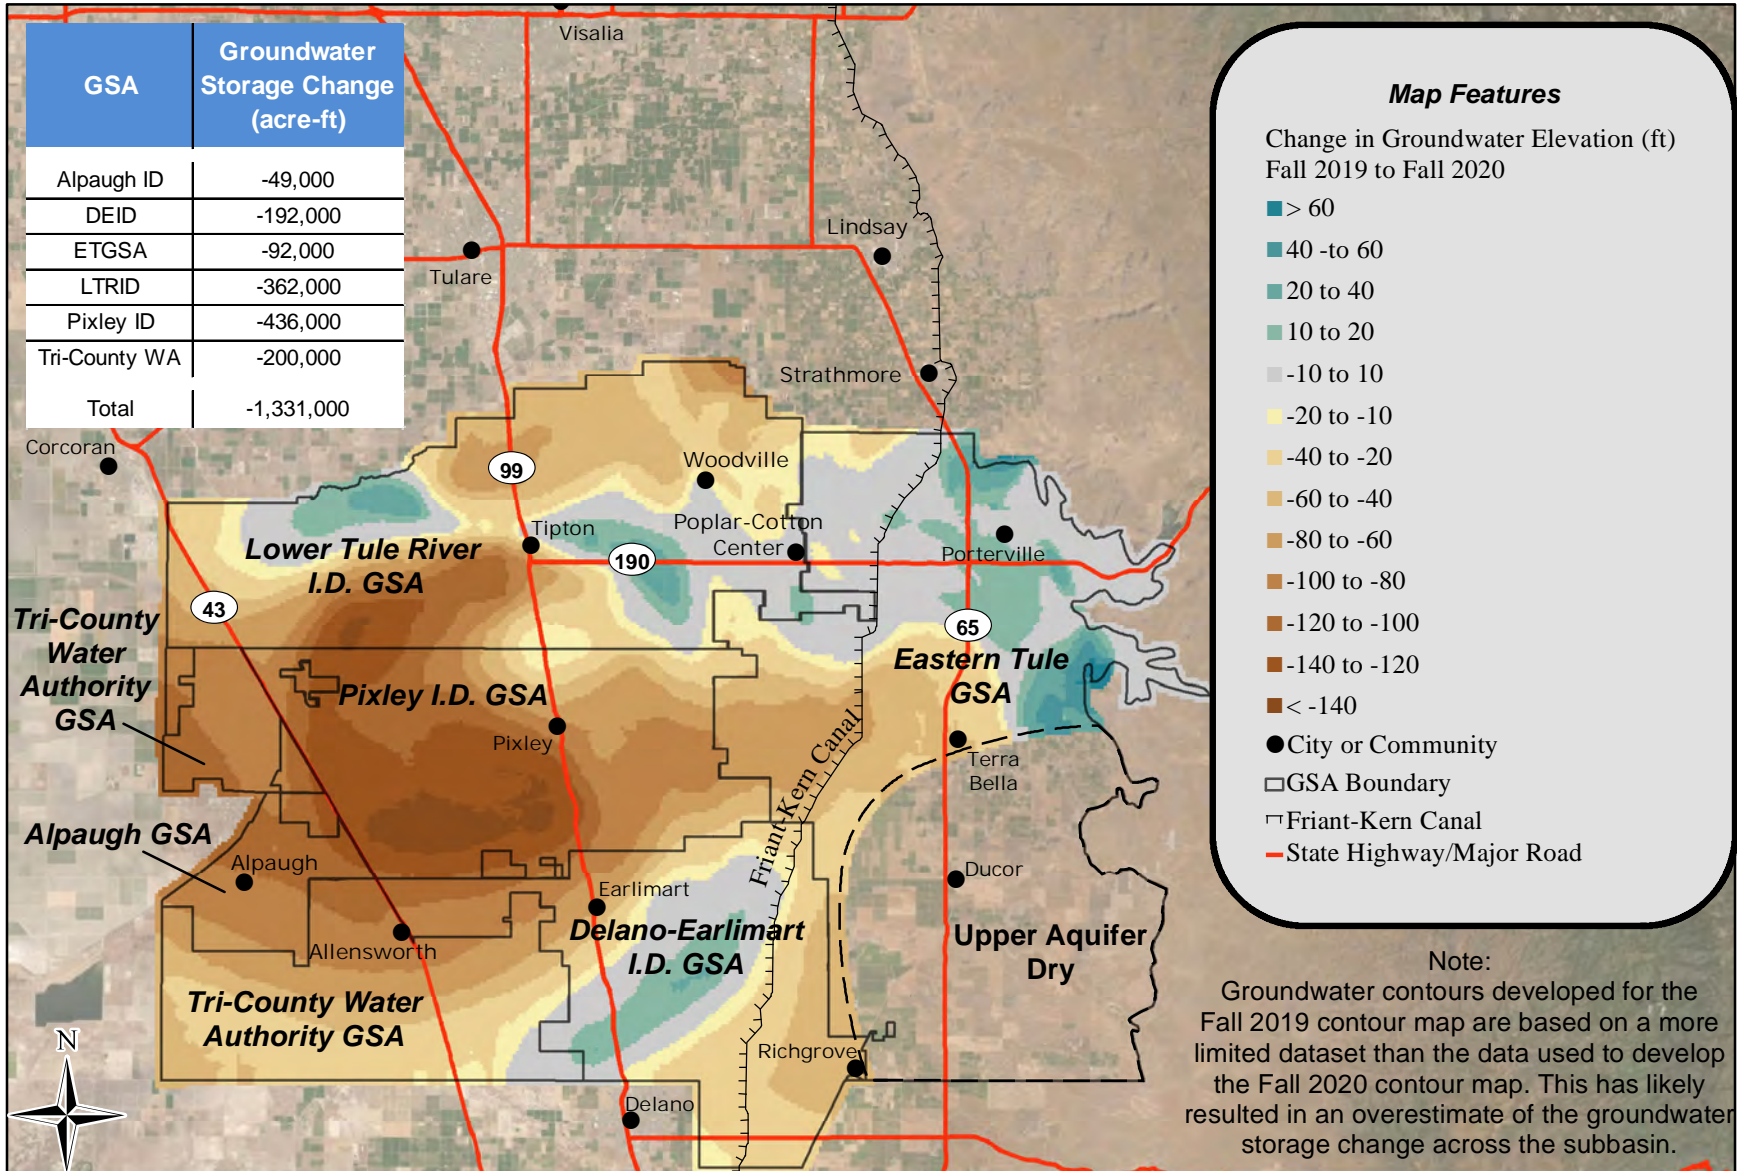 GSA
Groundwater
Storage Change
(acre-ft)
Alpaugh ID -49,000
DEID -192,000
ETGSA -92,000
LTRID -362,000
Pixley ID -436,000
Tri-County WA -200,000
Total -1,331,000
Visalia
Lindsay
Tulare
Strathmore
Corcoran
99
Woodville
Tipton
Poplar-Cotton
Center
Porterville
190
Lower Tule River
I.D. GSA
43
Tri-County
Water
Authority
GSA
65
Eastern Tule
GSA
Pixley I.D. GSA
Pixley
Friant-Kern Canal
Terra
Bella
Alpaugh GSA
Alpaugh
Earlimart
Ducor
Allensworth
Delano-Earlimart
I.D. GSA
Upper Aquifer
Dry
Tri-County Water
Authority GSA
Richgrove
Delano
N
Map Features
Change in Groundwater Elevation (ft)
Fall 2019 to Fall 2020
> 60
40 -to 60
20 to 40
10 to 20
-10 to 10
-20 to -10
-40 to -20
-60 to -40
-80 to -60
-100 to -80
-120 to -100
-140 to -120
< -140
City or Community
GSA Boundary
Friant-Kern Canal
State Highway/Major Road
Note:
Groundwater contours developed for the
Fall 2019 contour map are based on a more
limited dataset than the data used to develop
the Fall 2020 contour map. This has likely
resulted in an overestimate of the groundwater
storage change across the subbasin.